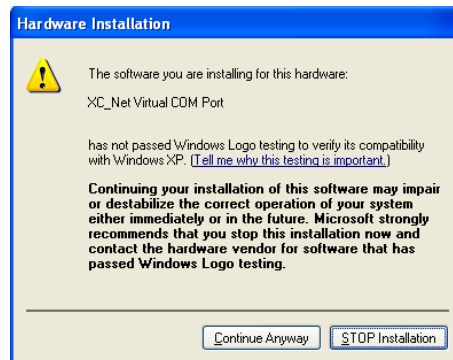 Hardware Installation
The software you are installing for this hardware:
XC_Net Virtual COM Port
has not passed Windows Logo testing to verify its compatibility
with Windows XP. (Tell me why this testing is important.)
Continuing your installation of this software may impair
or destabilize the correct operation of your system
either immediately or in the future. Microsoft strongly
recommends that you stop this installation now and
contact the hardware vendor for software that has
passed Windows Logo testing.
Continue Anyway STOP Installation